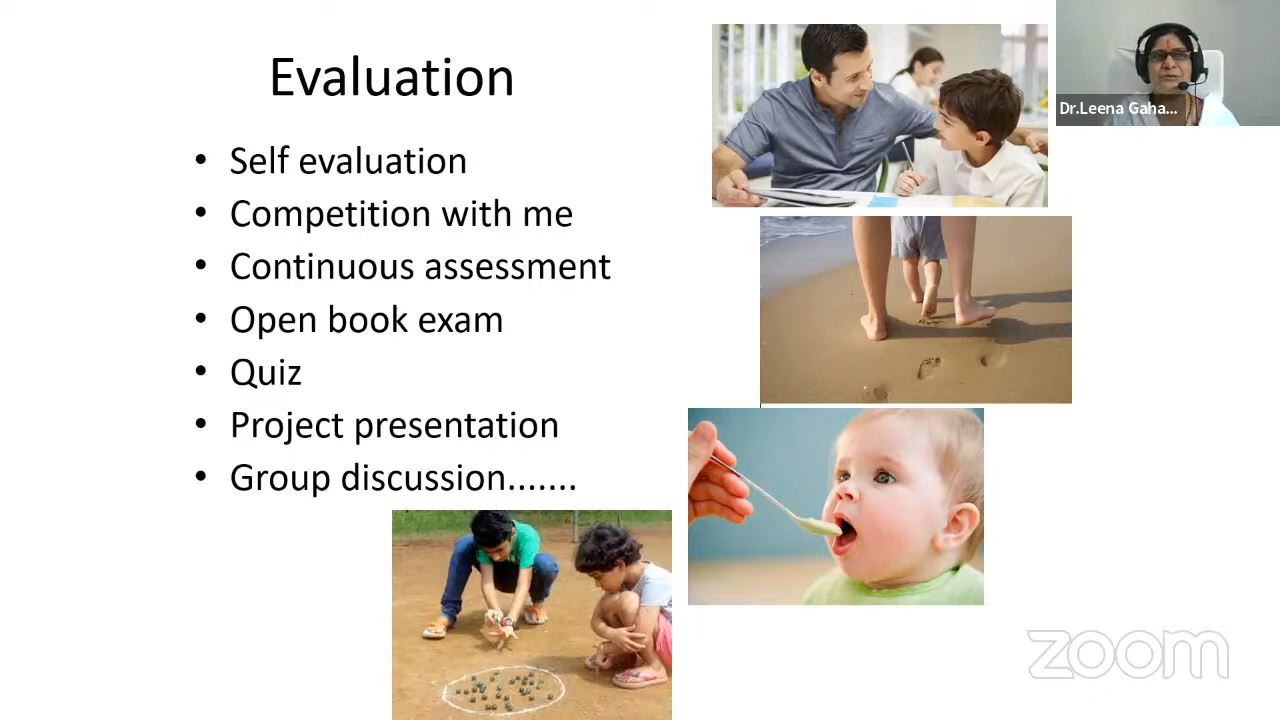 Evaluation
• Self evaluation
• Competition with me
• Continuous assessment
• Open book exam
• Quiz
• Project presentation
• Group discussion.......
Dr.Leena Gaha...
zoom